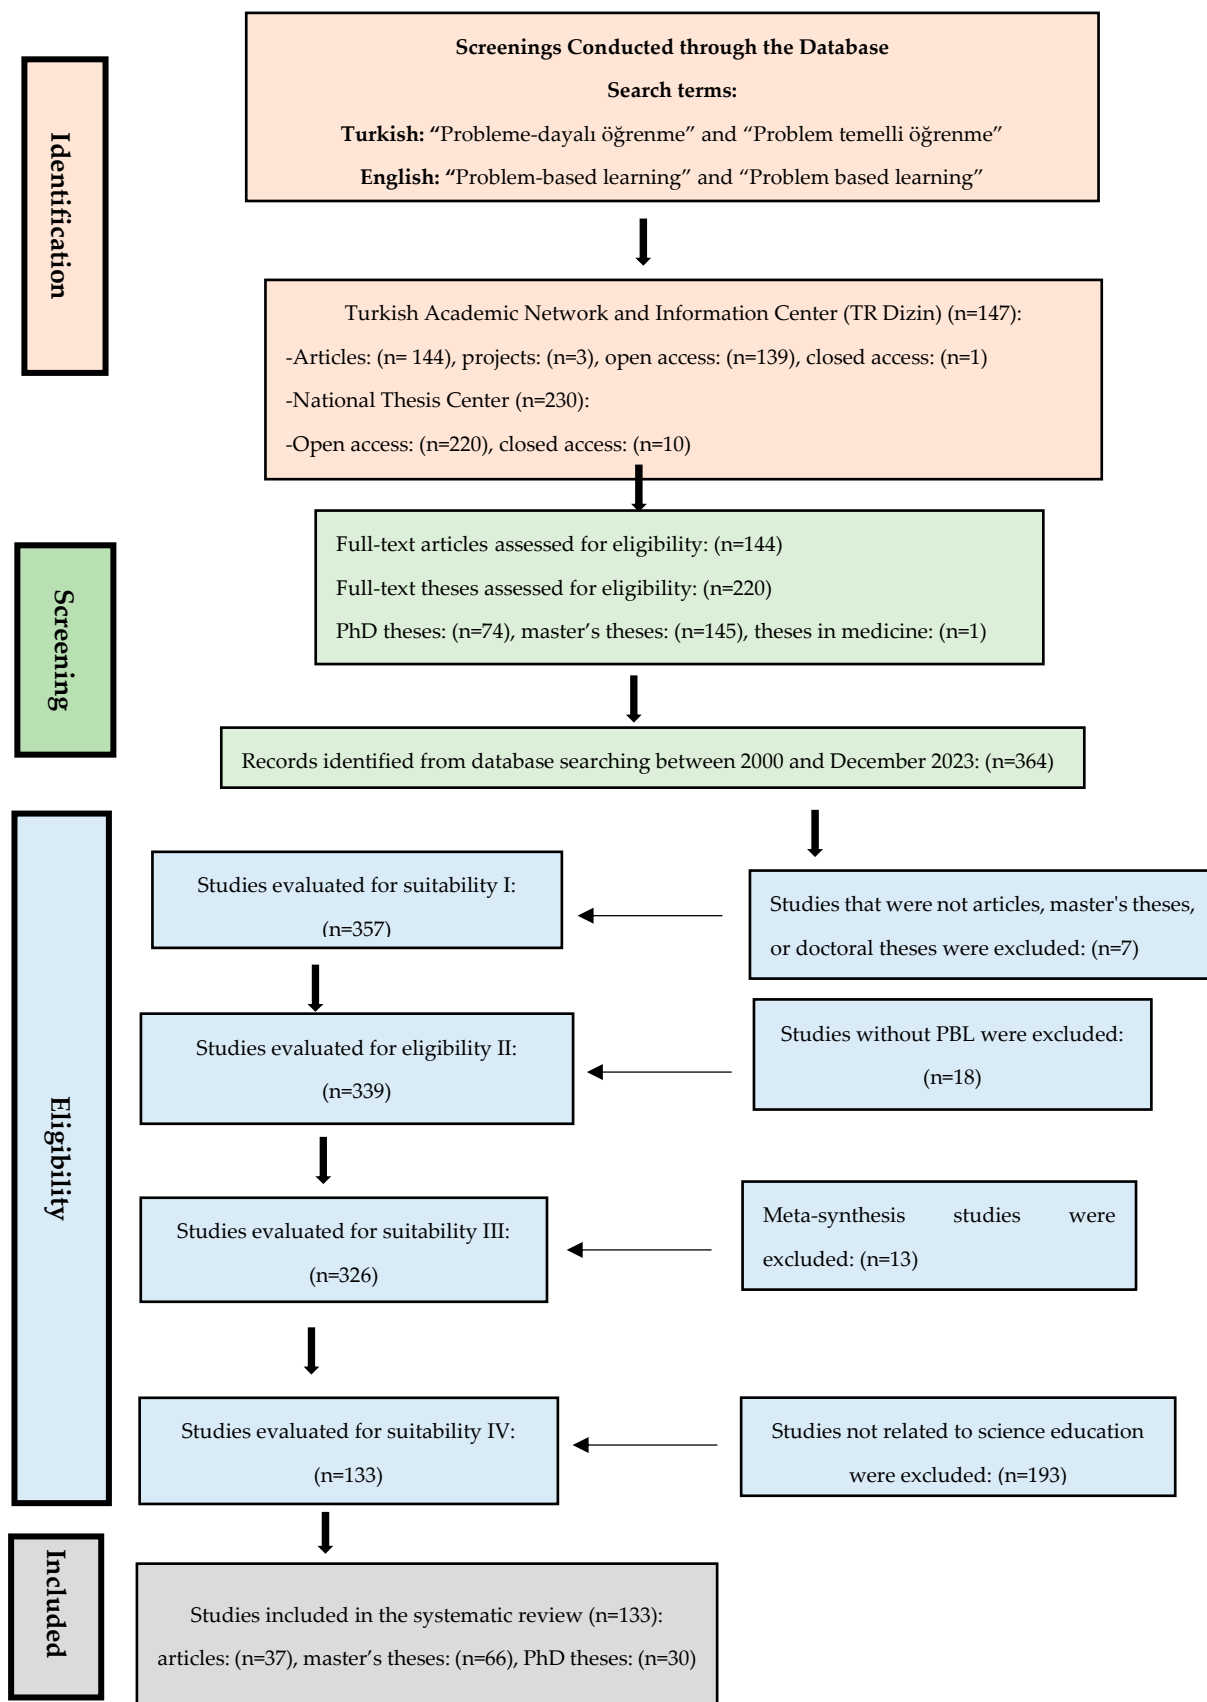 Identification
Screenings Conducted through the Database
Search terms:
Turkish: “Probleme-dayalı öğrenme” and “Problem temelli öğrenme”
English: “Problem-based learning” and “Problem based learning”
Turkish Academic Network and Information Center (TR Dizin) (n=147):
-Articles: (n= 144), projects: (n=3), open access: (n=139), closed access: (n=1)
-National Thesis Center (n=230):
-Open access: (n=220), closed access: (n=10)
Screening
Full-text articles assessed for eligibility: (n=144)
Full-text theses assessed for eligibility: (n=220)
PhD theses: (n=74), master’s theses: (n=145), theses in medicine: (n=1)
Records identified from database searching between 2000 and December 2023: (n=364)
Eligibility
Studies evaluated for suitability I:
(n=357)
Studies that were not articles, master's theses,
or doctoral theses were excluded: (n=7)
Studies evaluated for eligibility II:
(n=339)
Studies without PBL were excluded:
(n=18)
Studies evaluated for suitability III:
(n=326)
Meta-synthesis studies were
excluded: (n=13)
Studies evaluated for suitability IV:
(n=133)
Studies not related to science education
were excluded: (n=193)
Included
Studies included in the systematic review (n=133):
articles: (n=37), master’s theses: (n=66), PhD theses: (n=30)